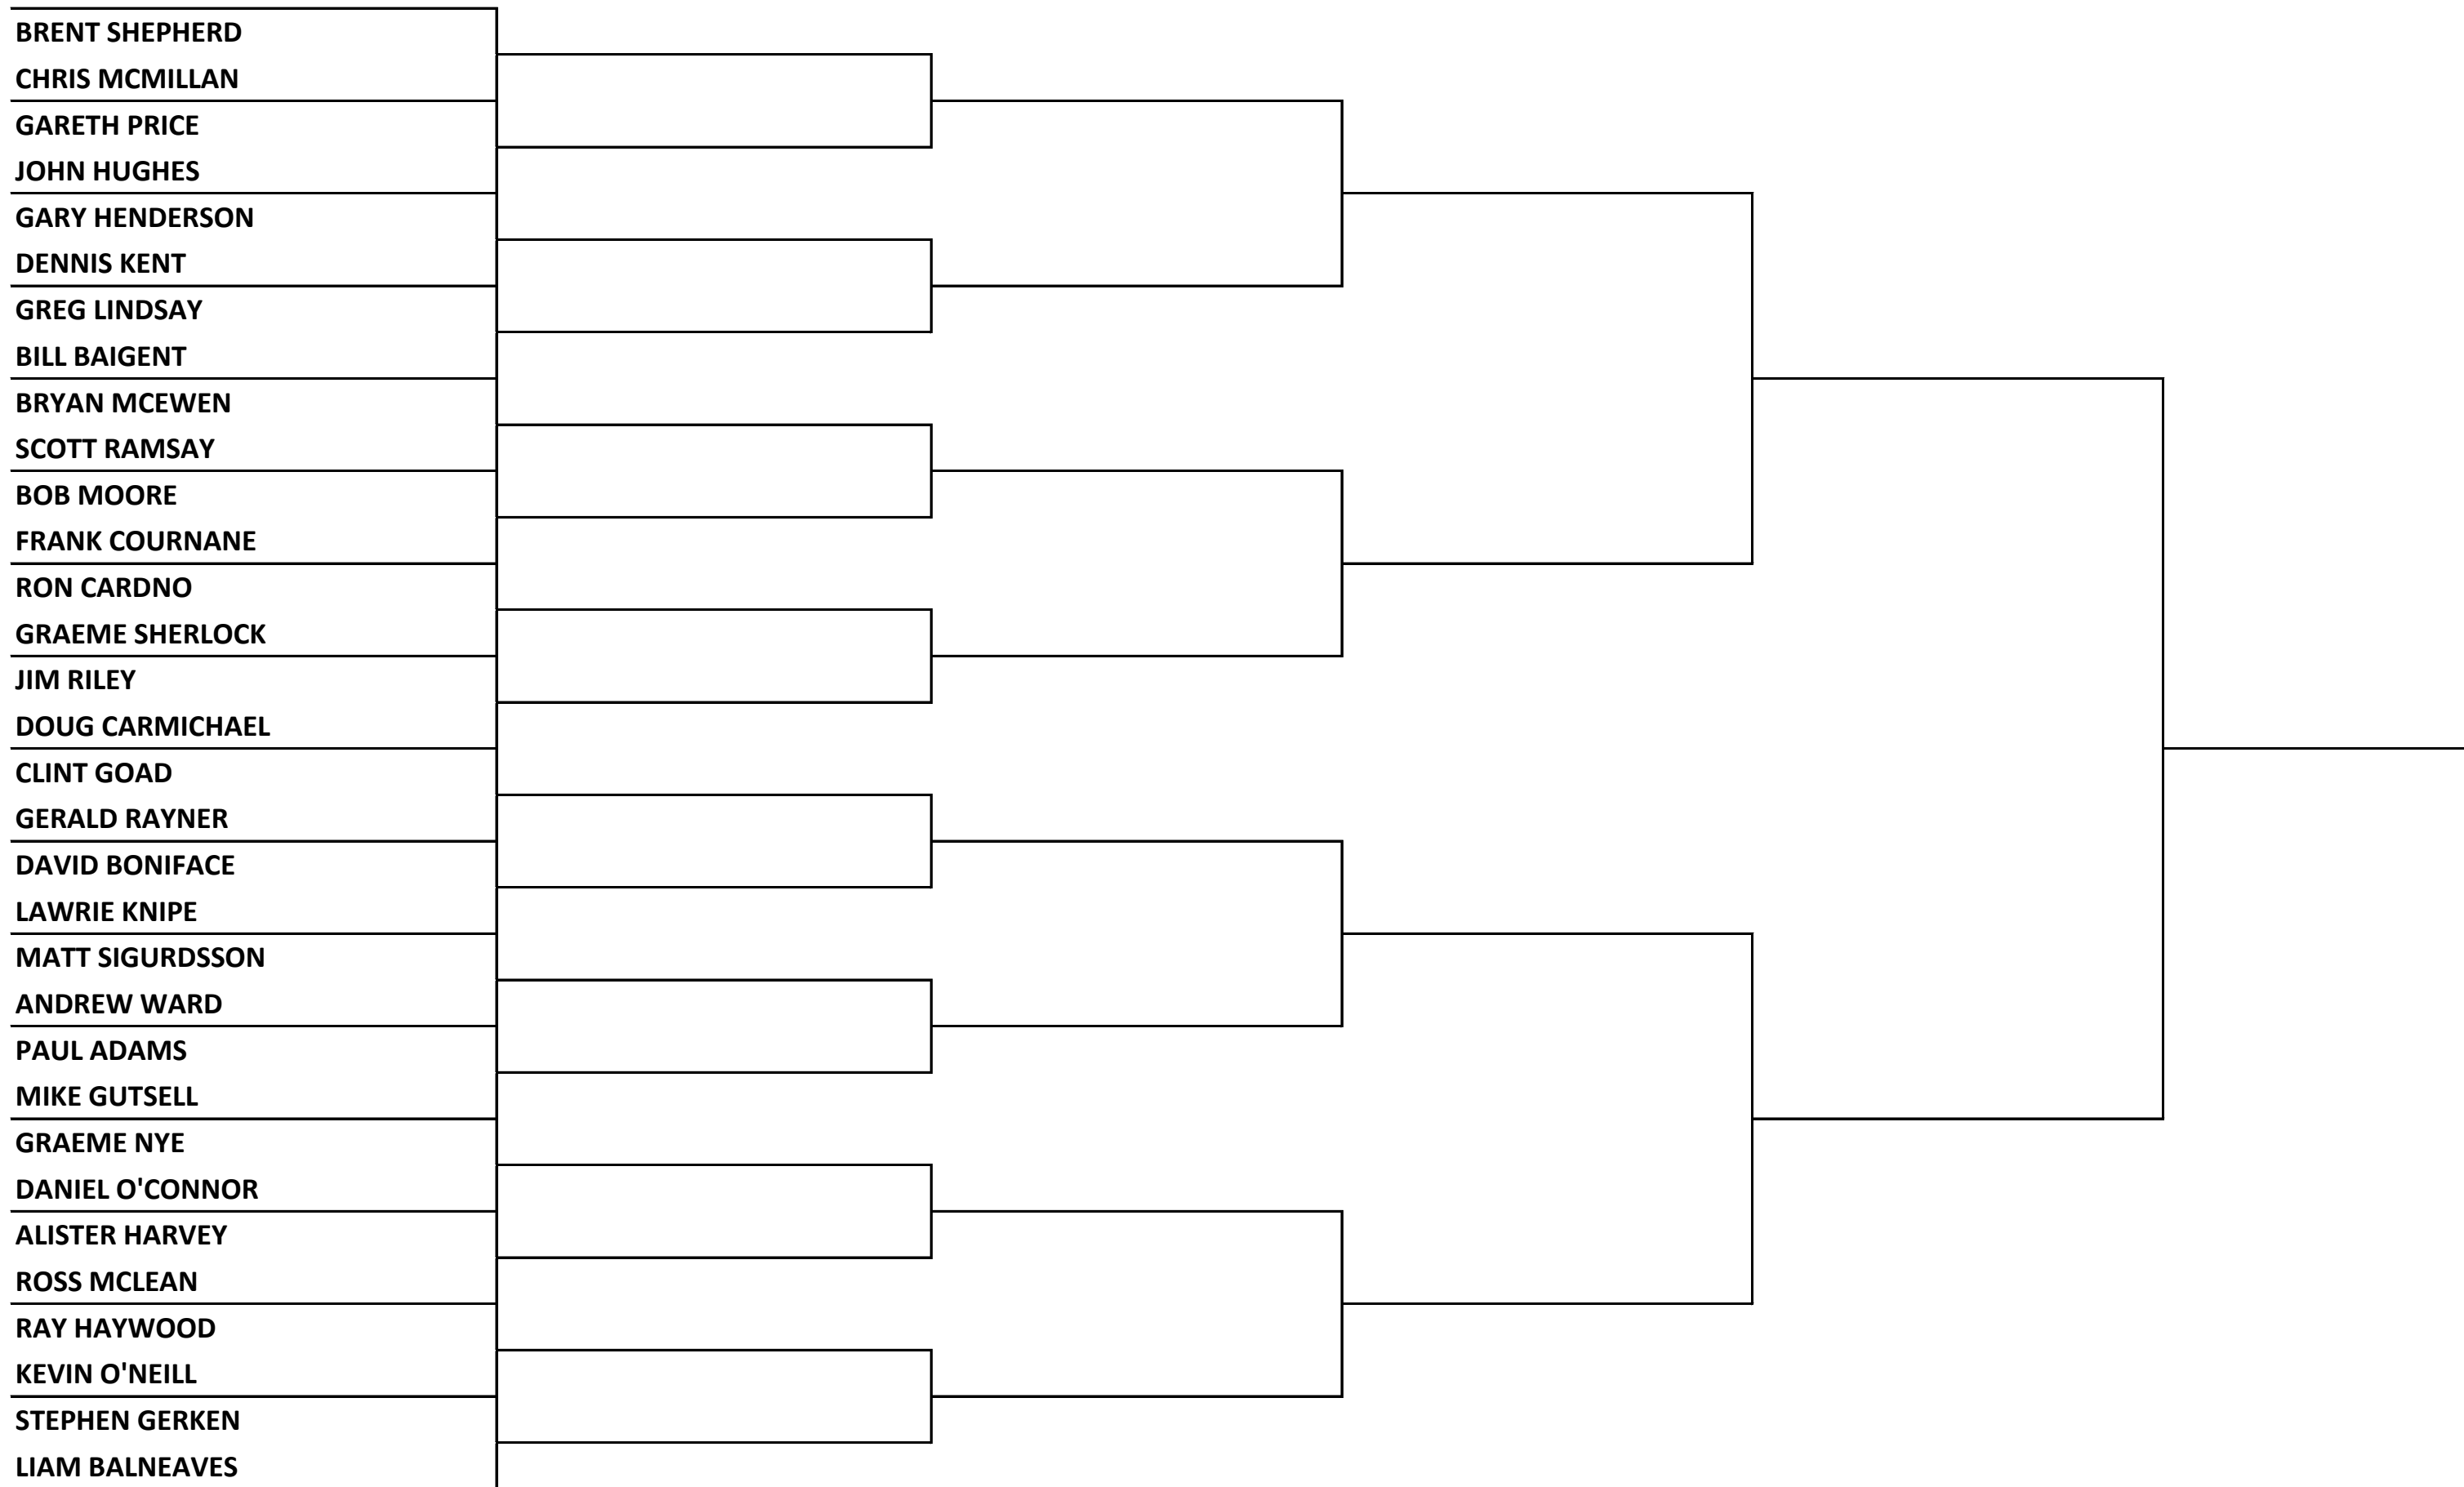 BRENT SHEPHERD
CHRIS MCMILLAN
GARETH PRICE
JOHN HUGHES
GARY HENDERSON
DENNIS KENT
GREG LINDSAY
BILL BAIGENT
BRYAN MCEWEN
SCOTT RAMSAY
BOB MOORE
FRANK COURNANE
RON CARDNO
GRAEME SHERLOCK
JIM RILEY
DOUG CARMICHAEL
CLINT GOAD
GERALD RAYNER
DAVID BONIFACE
LAWRIE KNIPE
MATT SIGURDSSON
ANDREW WARD
PAUL ADAMS
MIKE GUTSELL
GRAEME NYE
DANIEL O'CONNOR
ALISTER HARVEY
ROSS MCLEAN
RAY HAYWOOD
KEVIN O'NEILL
STEPHEN GERKEN
LIAM BALNEAVES